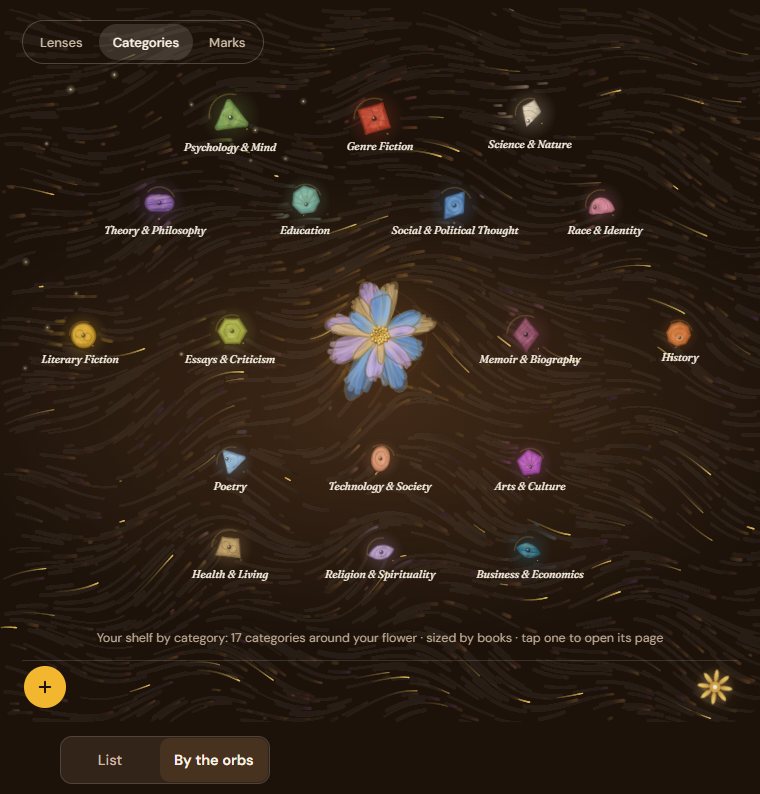 Lenses Categories Marks
Psychology & Mind Genre Fiction Science & Nature
Theory & Philosophy Education Social & Political Thought Race & Identity
Literary Fiction Essays & Criticism Memoir & Biography History
Poetry Technology & Society Arts & Culture
Health & Living Religion & Spirituality Business & Economics
Your shelf by category: 17 categories around your flower · sized by books · tap one to open its page
+
List By the orbs